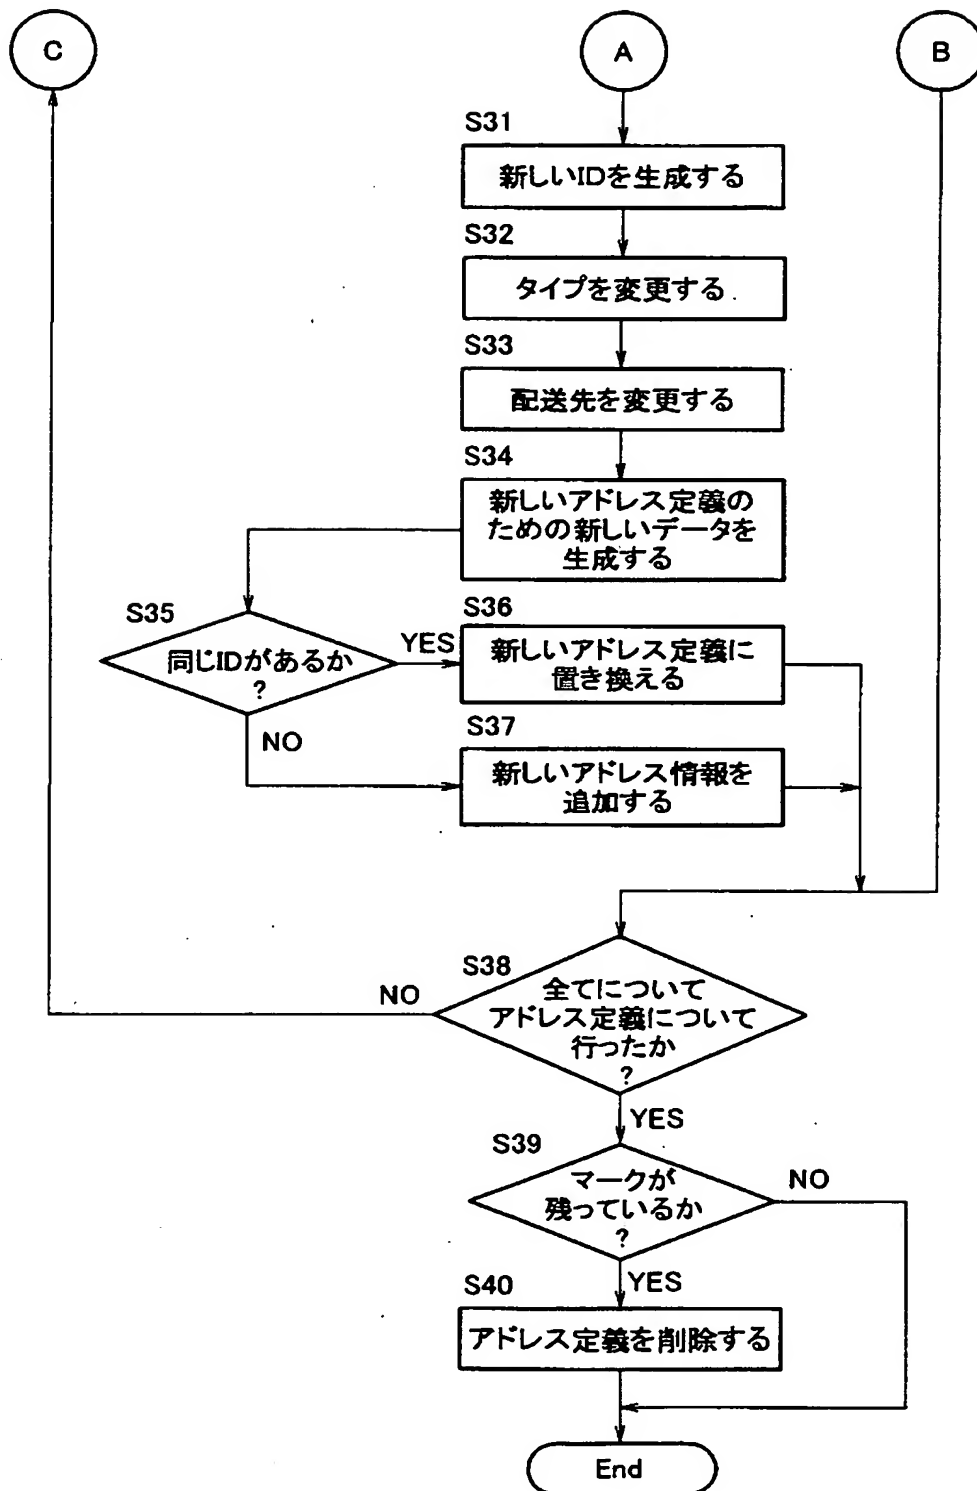 C
A
B
S31
新しいIDを生成する
S32
タイプを変更する
S33
配送先を変更する
S34
新しいアドレス定義の
ための新しいデータを
生成する
S35
同じIDがあるか
?
YES
NO
S36
新しいアドレス定義に
置き換える
S37
新しいアドレス情報を
追加する
S38
全てについて
アドレス定義について
行ったか
?
NO
YES
S39
マークが
残っているか
?
NO
YES
S40
アドレス定義を削除する
End